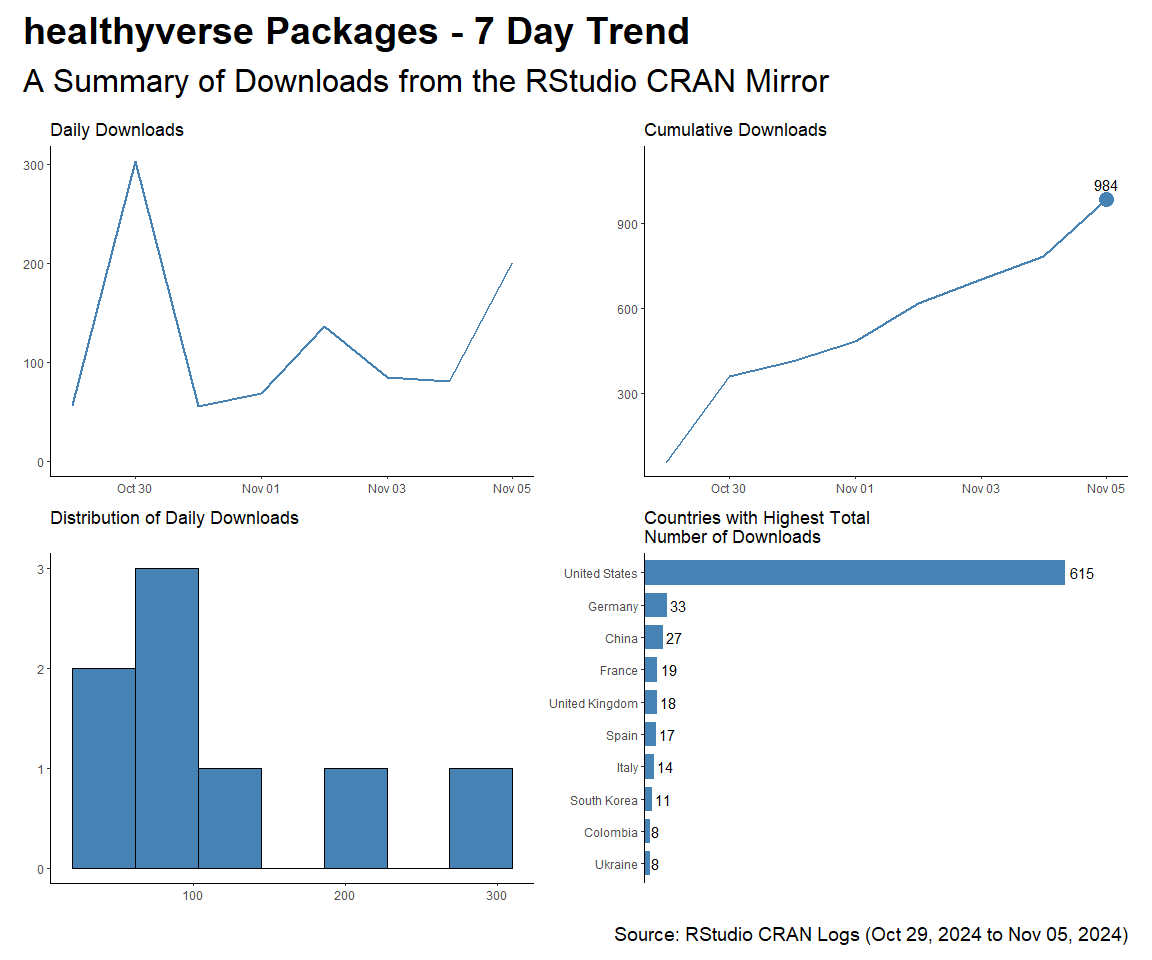 healthyverse Packages - 7 Day Trend
A Summary of Downloads from the RStudio CRAN Mirror
Daily Downloads
300
200
100
0
Oct 30
Nov 01
Nov 03
Nov 05
Cumulative Downloads
984
900
600
300
Oct 30
Nov 01
Nov 03
Nov 05
Distribution of Daily Downloads
3
2
1
0
100
200
300
Countries with Highest Total
Number of Downloads
United States 615
Germany 33
China 27
France 19
United Kingdom 18
Spain 17
Italy 14
South Korea 11
Colombia 8
Ukraine 8
Source: RStudio CRAN Logs (Oct 29, 2024 to Nov 05, 2024)